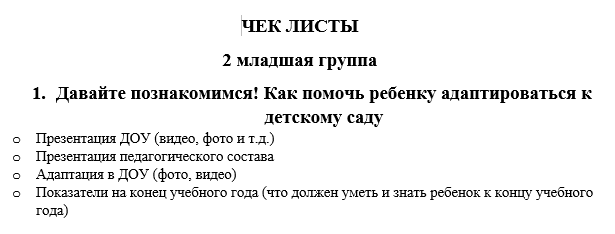 ЧЕК ЛИСТЫ
2 младшая группа
1. Давайте познакомимся! Как помочь ребенку адаптироваться к
детскому саду
o Презентация ДОУ (видео, фото и т.д.)
o Презентация педагогического состава
o Адаптация в ДОУ (фото, видео)
o Показатели на конец учебного года (что должен уметь и знать ребенок к концу учебного
года)